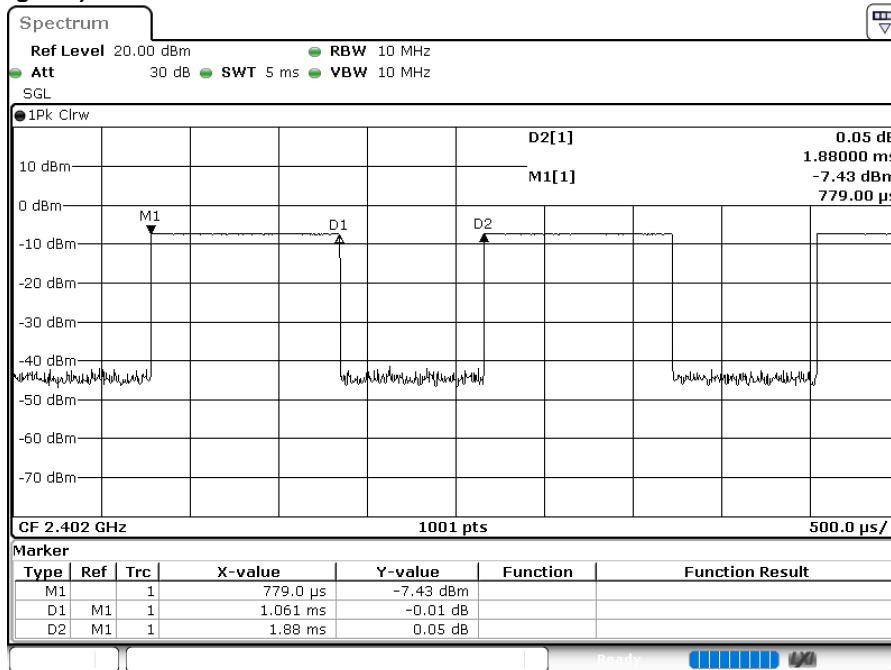 Spectrum
Ref Level 20.00 dBm RBW 10 MHz
Att 30 dB SWT 5 ms VBW 10 MHz
SGL
1Pk Clrw
D2[1] 0.05 dB
1.88000 ms
10 dBm
M1[1] -7.43 dBm
779.00 µs
0 dBm
M1 D1 D2
-10 dBm
-20 dBm
-30 dBm
-40 dBm
-50 dBm
-60 dBm
-70 dBm
CF 2.402 GHz 1001 pts 500.0 µs/
Marker
Type Ref Trc X-value Y-value Function Function Result
M1 1 779.0 µs -7.43 dBm
D1 M1 1 1.061 ms -0.01 dB
D2 M1 1 1.88 ms 0.05 dB
Ready LXI